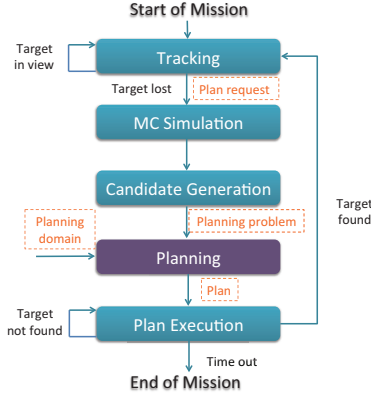 Start of Mission
Target
in view
Tracking
Target lost
Plan request
MC Simulation
Candidate Generation
Target
found
Planning
domain
Planning problem
Planning
Plan
Target
not found
Plan Execution
Time out
End of Mission